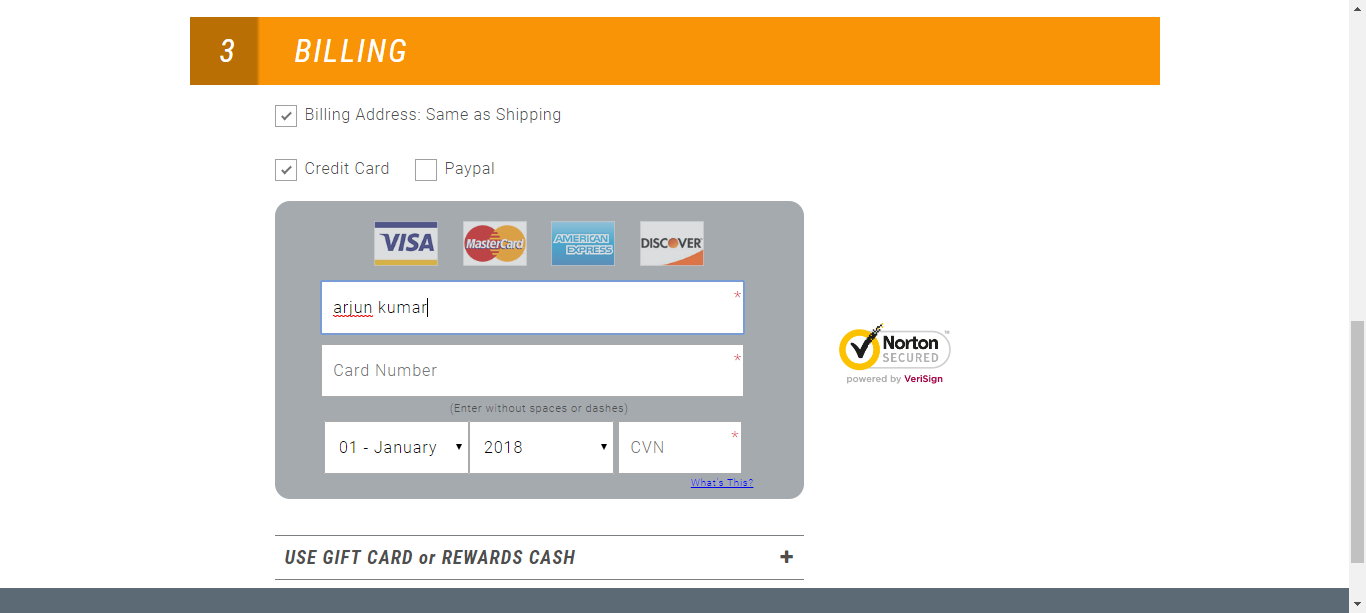 3 BILLING
Billing Address: Same as Shipping
Credit Card Paypal
VISA MasterCard AMERICAN EXPRESS DISCOVER
arjun kumar *
Card Number *
(Enter without spaces or dashes)
01 - January 2018 CVN *
What's This?
Norton
SECURED
powered by VeriSign
USE GIFT CARD or REWARDS CASH +